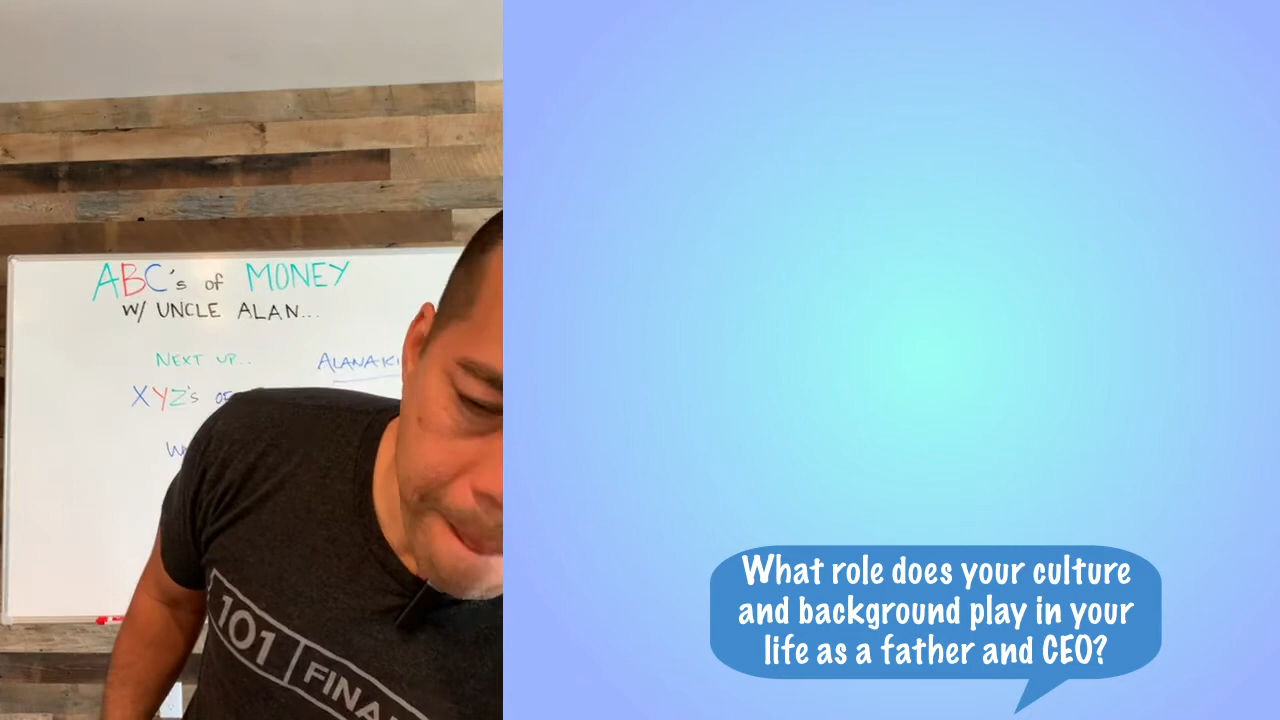 ABC's of MONEY
W/ UNCLE ALAN...
NEXT UP..
XYZ's
101
What role does your culture
and background play in your
life as a father and CEO?